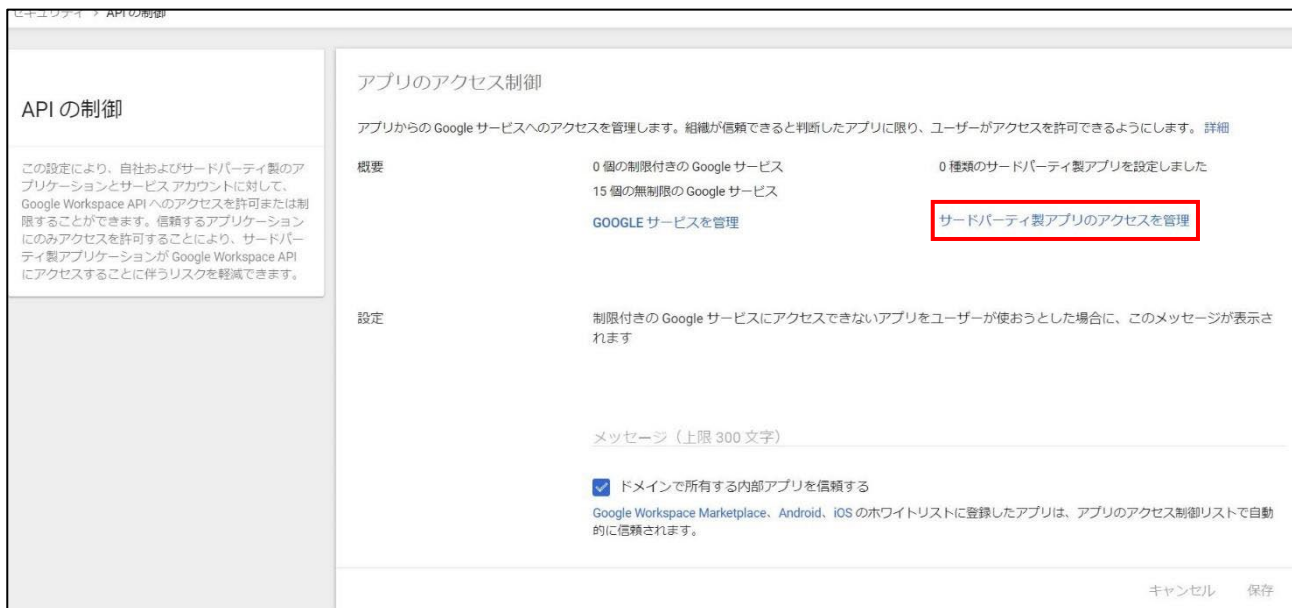 セキュリティ > API の制御
API の制御
この設定により、自社およびサードパーティ製のア
プリケーションとサービス アカウントに対して、
Google Workspace API へのアクセスを許可または制
限することができます。信頼するアプリケーション
にのみアクセスを許可することにより、サードパー
ティ製アプリケーションが Google Workspace API
にアクセスすることに伴うリスクを軽減できます。
アプリのアクセス制御
アプリからの Google サービスへのアクセスを管理します。組織が信頼できると判断したアプリに限り、ユーザーがアクセスを許可できるようにします。 詳細
概要
0 個の制限付きの Google サービス
15 個の無制限の Google サービス
GOOGLE サービスを管理
0 種類のサードパーティ製アプリを設定しました
サードパーティ製アプリのアクセスを管理
設定
制限付きの Google サービスにアクセスできないアプリをユーザーが使おうとした場合に、このメッセージが表示さ
れます
メッセージ（上限 300 文字）
ドメインで所有する内部アプリを信頼する
Google Workspace Marketplace、Android、iOS のホワイトリストに登録したアプリは、アプリのアクセス制御リストで自動
的に信頼されます。
キャンセル 保存